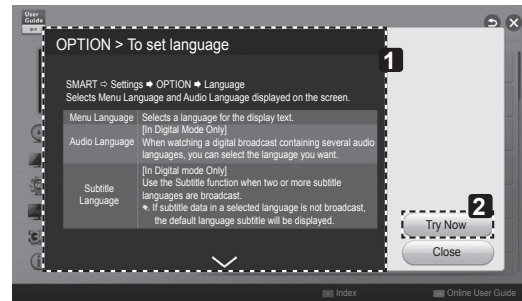 User
Guide
OPTION > To set language
1
SMART ⇨ Settings ➡ OPTION ➡ Language
Selects Menu Language and Audio Language displayed on the screen.
Menu Language Selects a language for the display text.
[In Digital Mode Only]
Audio Language When watching a digital broadcast containing several audio
languages, you can select the language you want.
[In Digital mode Only]
Use the Subtitle function when two or more subtitle
Subtitle languages are broadcast.
Language If subtitle data in a selected language is not broadcast,
the default language subtitle will be displayed.
2
Try Now
Close
Index
Online User Guide